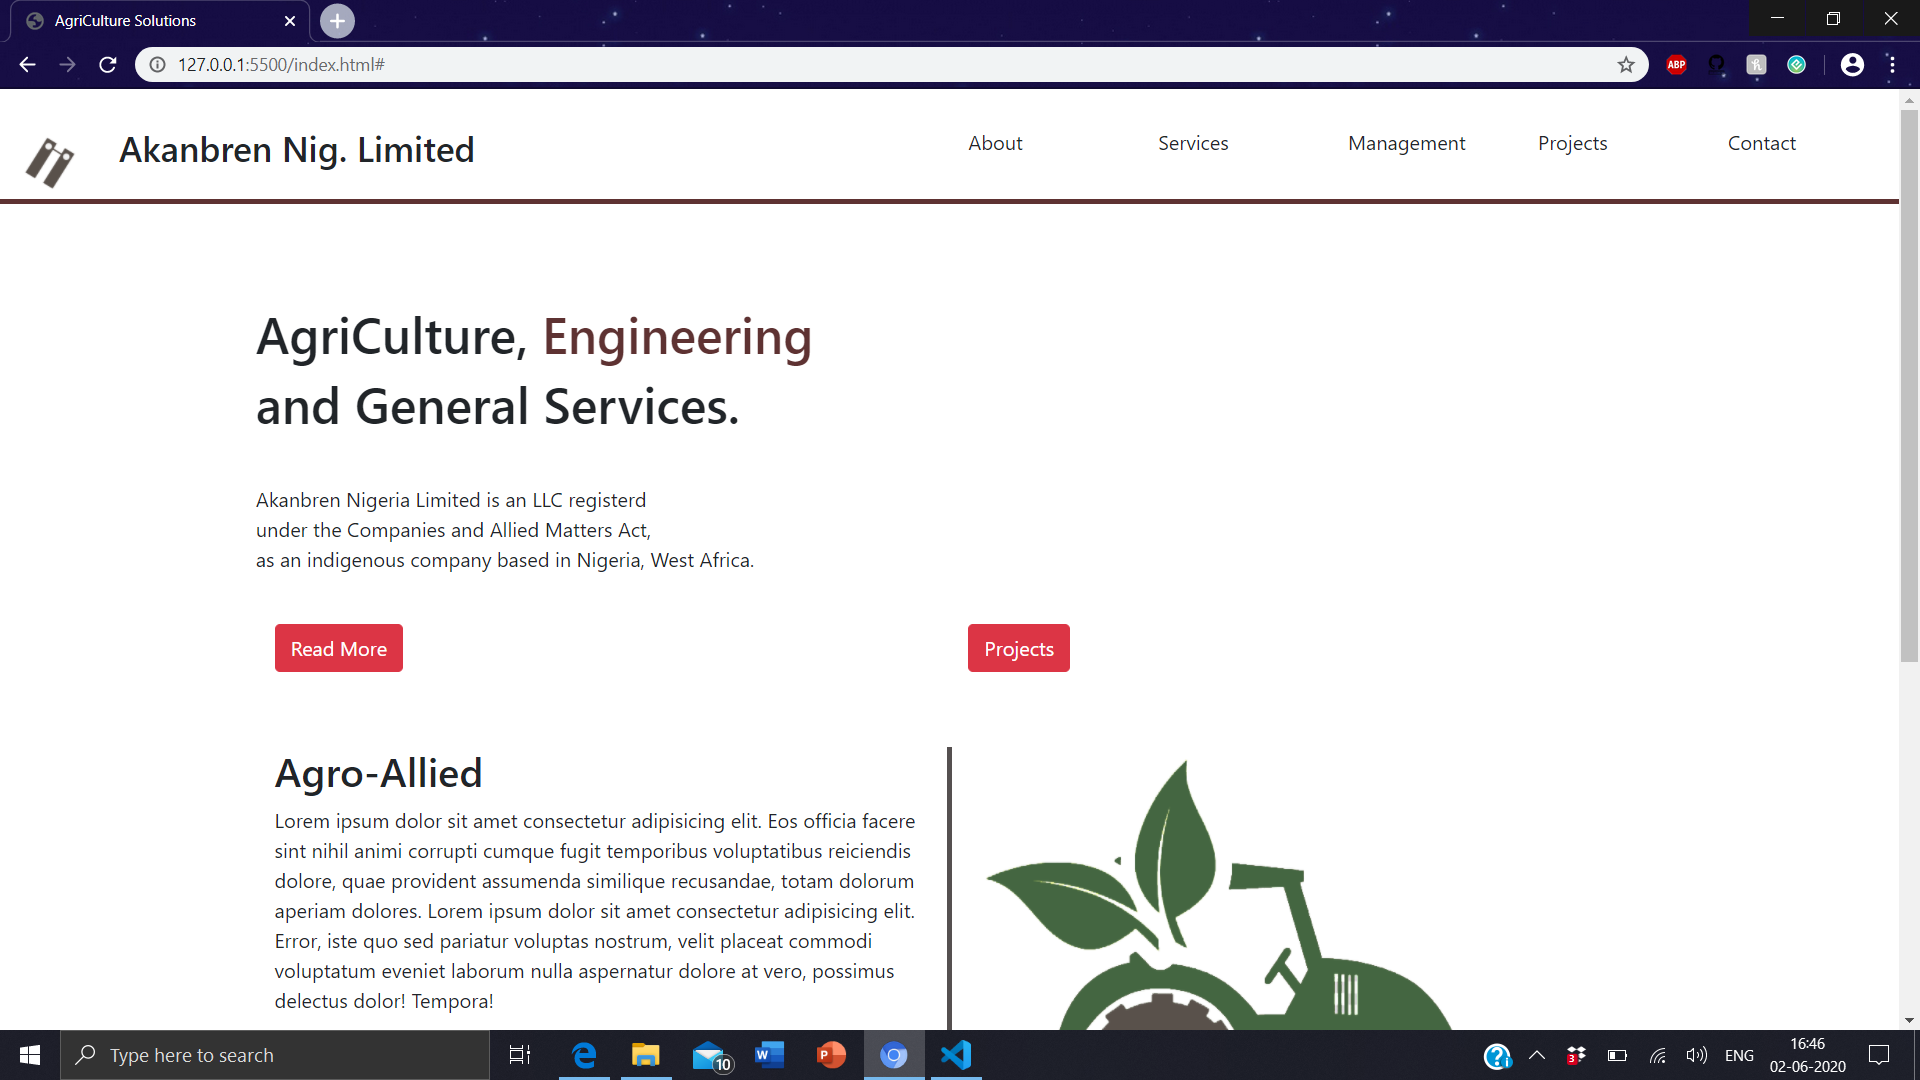 AgriCulture Solutions
127.0.0.1:5500/index.html#
ABP
Akanbren Nig. Limited
About
Services
Management
Projects
Contact
AgriCulture, Engineering
and General Services.
Akanbren Nigeria Limited is an LLC registerd
under the Companies and Allied Matters Act,
as an indigenous company based in Nigeria, West Africa.
Read More
Projects
Agro-Allied
Lorem ipsum dolor sit amet consectetur adipisicing elit. Eos officia facere
sint nihil animi corrupti cumque fugit temporibus voluptatibus reiciendis
dolore, quae provident assumenda similique recusandae, totam dolorum
aperiam dolores. Lorem ipsum dolor sit amet consectetur adipisicing elit.
Error, iste quo sed pariatur voluptas nostrum, velit placeat commodi
voluptatum eveniet laborum nulla aspernatur dolore at vero, possimus
delectus dolor! Tempora!
Type here to search
10
W
P
3
ENG
16:46
02-06-2020